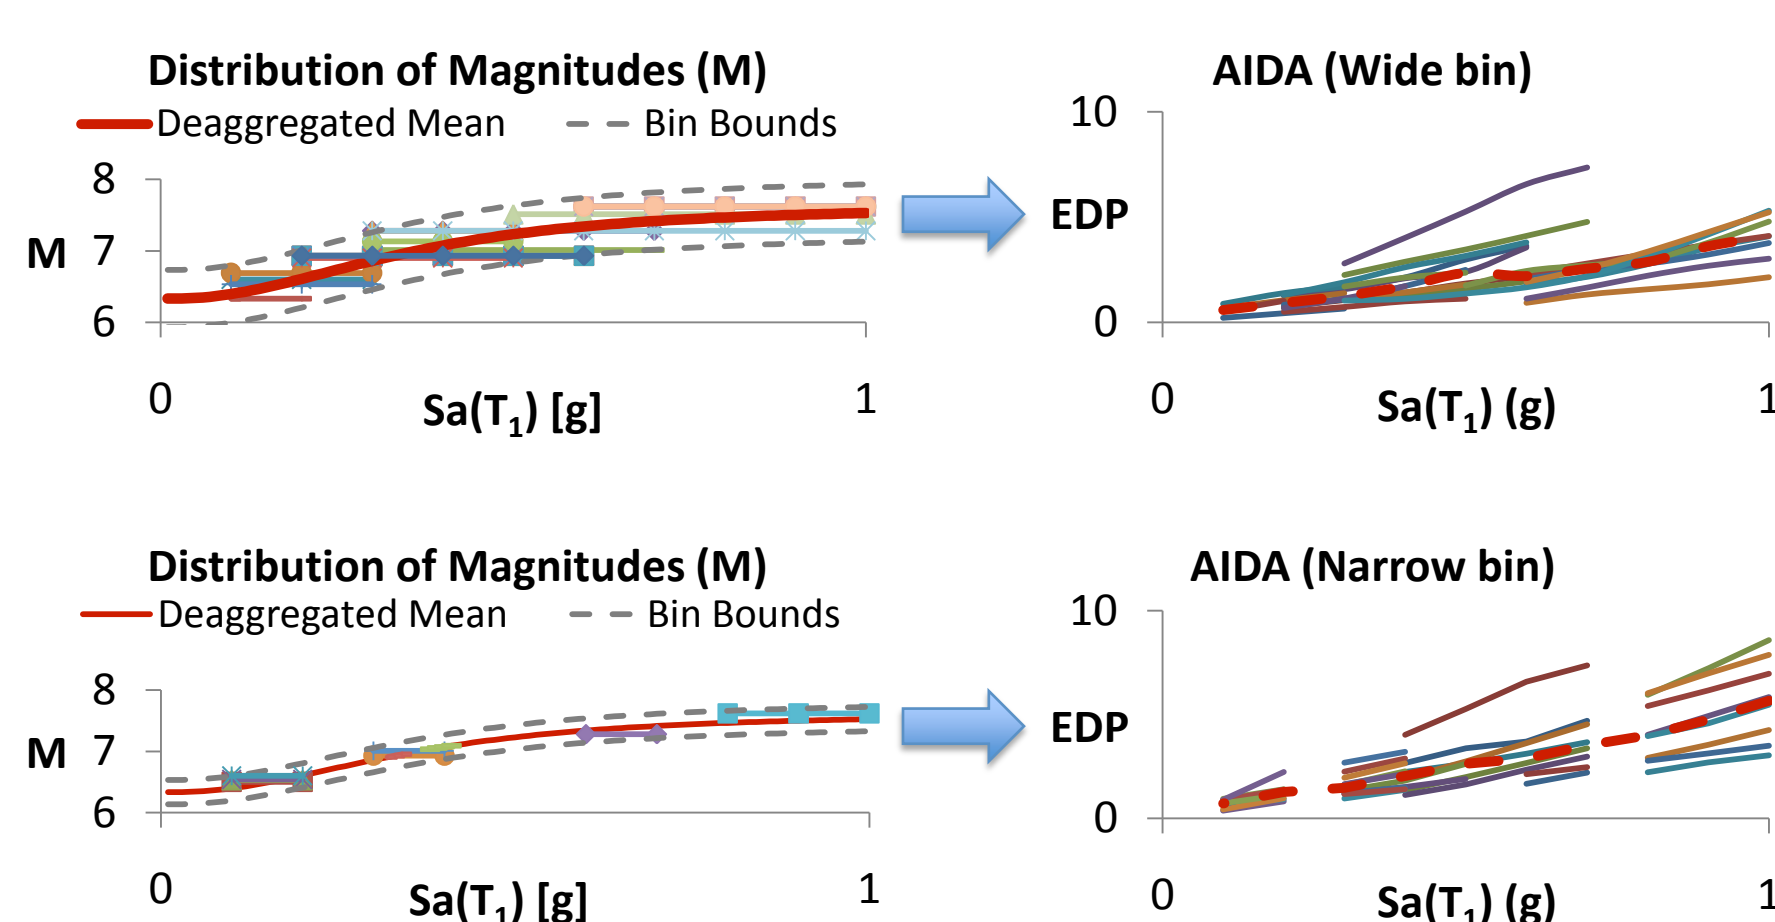 Distribution of Magnitudes (M)
Deaggregated Mean
Bin Bounds
8
7
6
M
0
Sa(T₁) [g]
1
AIDA (Wide bin)
10
EDP
0
0
Sa(T₁) (g)
1
Distribution of Magnitudes (M)
Deaggregated Mean
Bin Bounds
8
7
6
M
0
Sa(T₁) [g]
1
AIDA (Narrow bin)
10
EDP
0
0
Sa(T₁) (g)
1